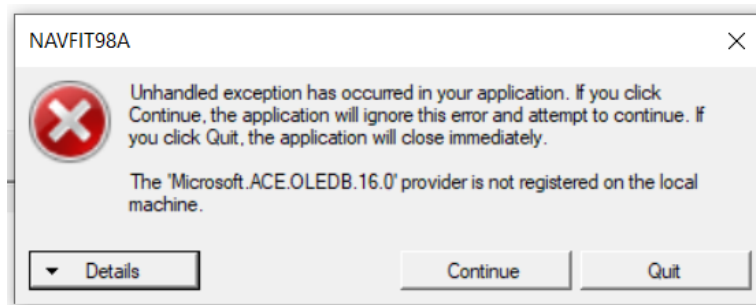 NAVFIT98A
Unhandled exception has occurred in your application. If you click
Continue, the application will ignore this error and attempt to continue. If
you click Quit, the application will close immediately.
The 'Microsoft.ACE.OLEDB.16.0' provider is not registered on the local
machine.
Details
Continue
Quit